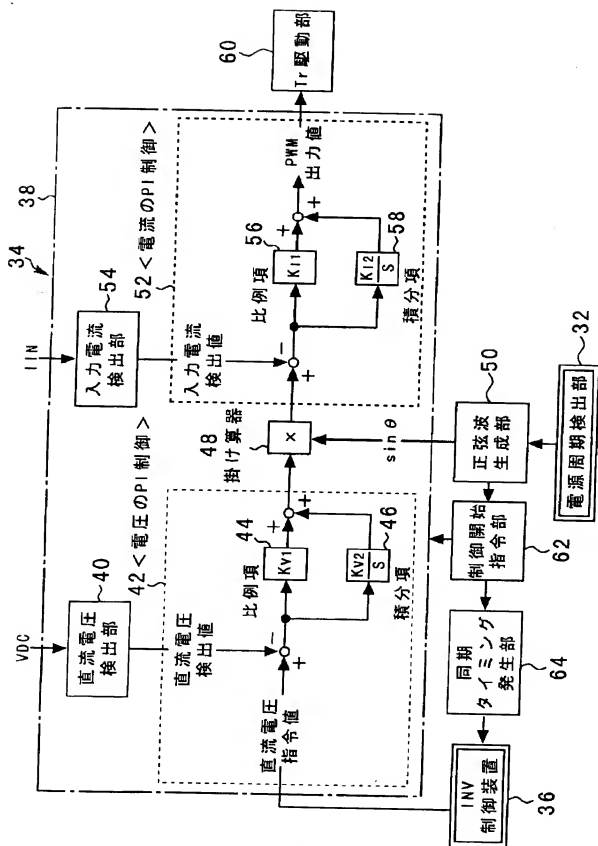 34
38
IIN
54
入力電流
検出部
52
<電流のPI制御>
入力電流
検出値
比例項
56
KI1
PWM
出力値
60
Tr駆動部
KI2
S
58
積分項
+
-
+
+
VDC
40
直流電圧
検出部
42
<電圧のPI制御>
直流電圧
検出値
比例項
44
KV1
48
掛け算器
×
直流電圧
指令値
KV2
S
46
積分項
+
-
+
+
sinθ
50
正弦波
生成部
32
電源周期検出部
62
制御開始
指令部
64
同期
タイミング
発生部
36
INV
制御装置